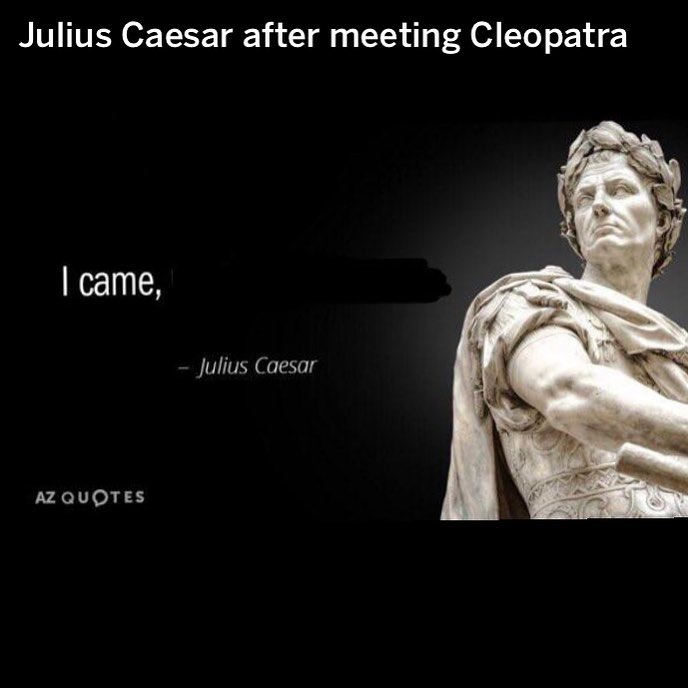 Julius Caesar after meeting Cleopatra
I came,
– Julius Caesar
AZ QUOTES